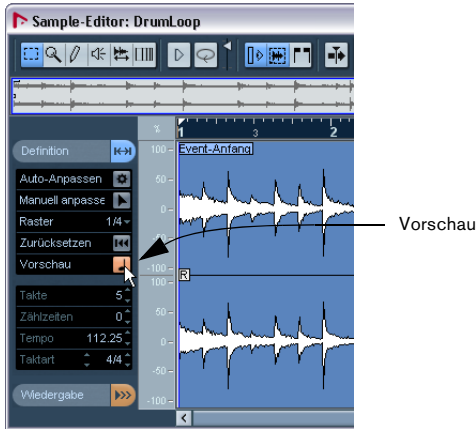 Sample-Editor: DrumLoop
% 1 3 2
Definition
Event-Anfang
Auto-Anpassen
Manuell anpasse
Raster 1/4
Zurücksetzen
Vorschau
Vorschau
Takte 5
Zählzeiten 0
Tempo 112.25
Taktart 4/4
Wiedergabe
100
50
0
-100
100
R
50
0
-50
-100